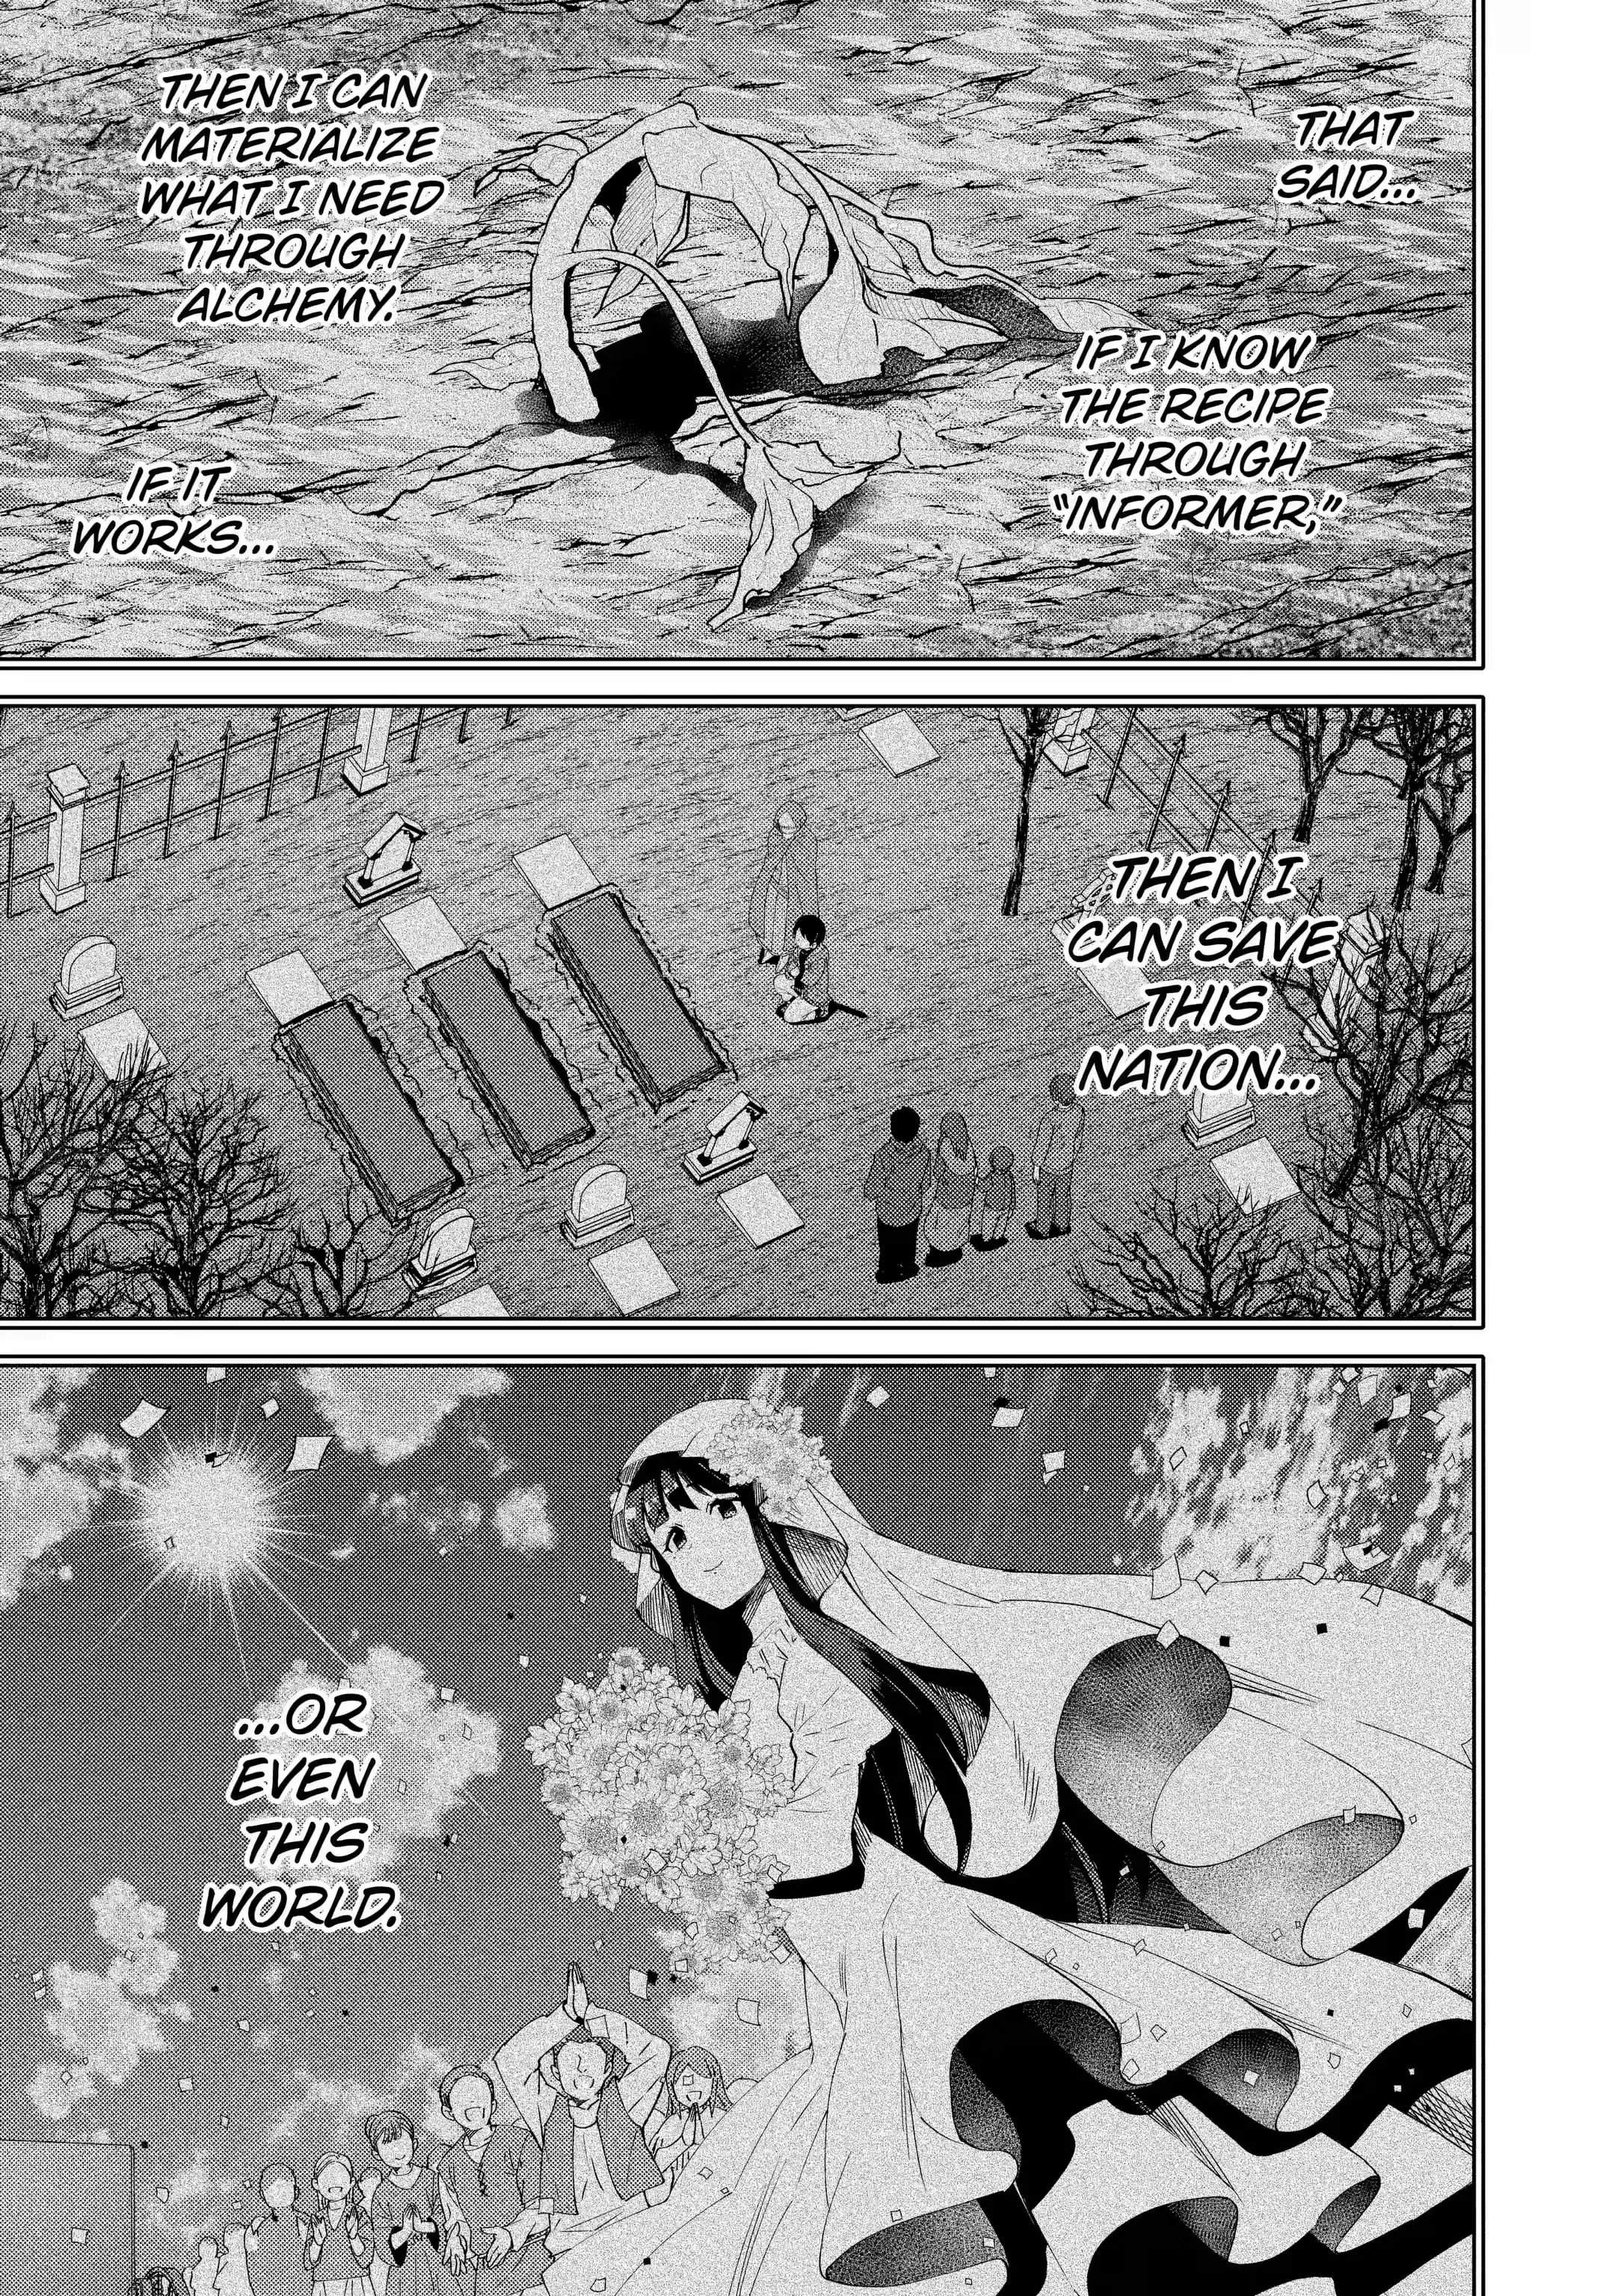 THAT
SAID...
IF I KNOW
THE RECIPE
THROUGH
"INFORMER,"
THEN I CAN
MATERIALIZE
WHAT I NEED
THROUGH
ALCHEMY.
IF IT
WORKS...
THEN I
CAN SAVE
THIS
NATION...
...OR
EVEN
THIS
WORLD.